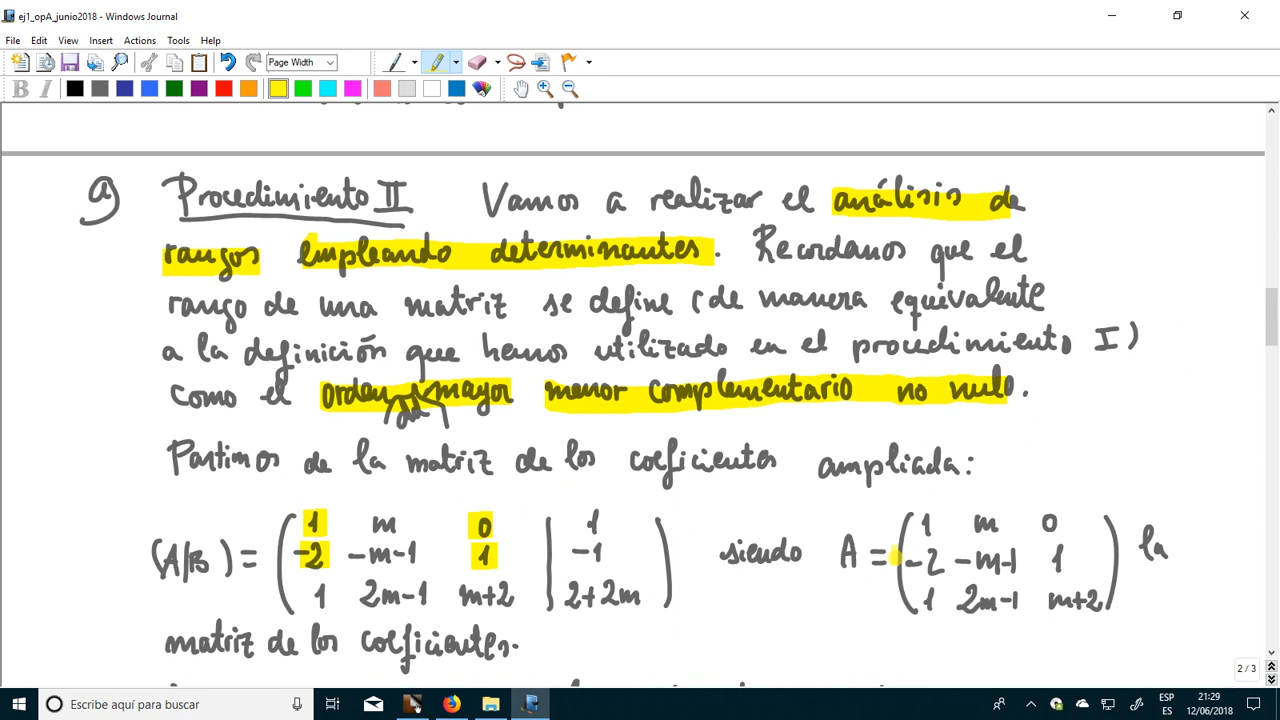 ej1_opA_junio2018 - Windows Journal
File Edit View Insert Actions Tools Help
Page Width
B I
a) Procedimiento II Vamos a realizar el análisis de
rangos empleando determinantes. Recordamos que el
rango de una matriz se define (de manera equivalente
a la definición que hemos utilizado en el procedimiento I)
como el orden del mayor menor complementario no nulo.
Partimos de la matriz de los coeficientes ampliada:
1 m 0 | 1 1 m 0
(A|B) = -2 -m-1 1 | -1 siendo A = -2 -m-1 1 la
1 2m-1 m+2 | 2+2m 1 2m-1 m+2
matriz de los coeficientes.
2/3
Escribe aquí para buscar
ESP 21:29
ES 12/06/2018